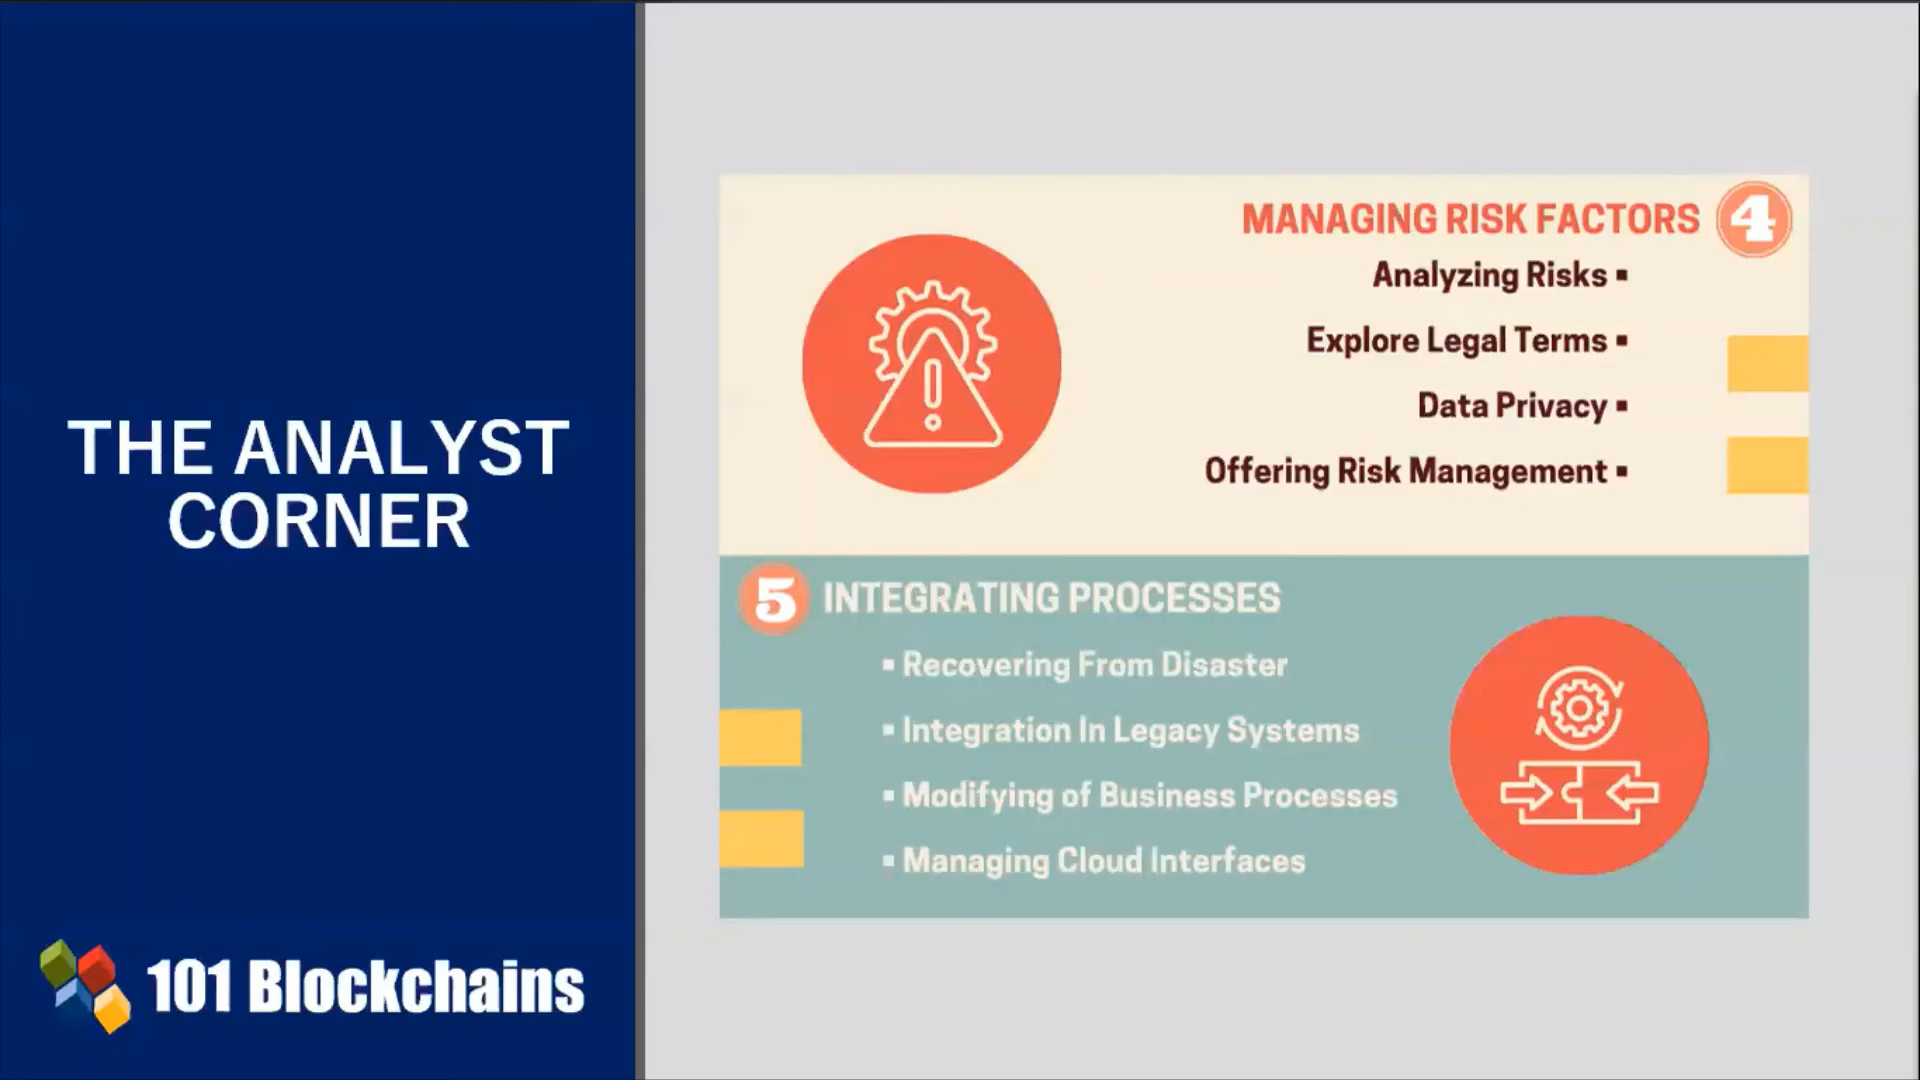 THE ANALYST
CORNER
101 Blockchains
MANAGING RISK FACTORS 4
Analyzing Risks ▪
Explore Legal Terms ▪
Data Privacy ▪
Offering Risk Management ▪
5 INTEGRATING PROCESSES
▪ Recovering From Disaster
▪ Integration In Legacy Systems
▪ Modifying of Business Processes
▪ Managing Cloud Interfaces